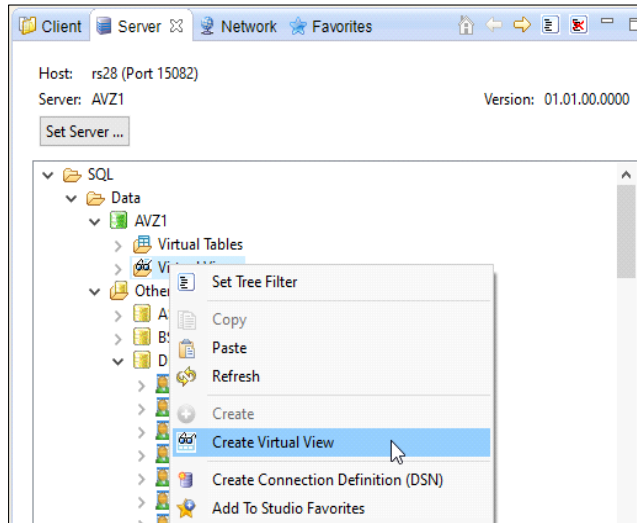 Client Server Network Favorites
Host: rs28 (Port 15082)
Server: AVZ1 Version: 01.01.00.0000
Set Server ...
SQL
Data
AVZ1
Virtual Tables
Set Tree Filter
Copy
Paste
Refresh
Create
Create Virtual View
Create Connection Definition (DSN)
Add To Studio Favorites